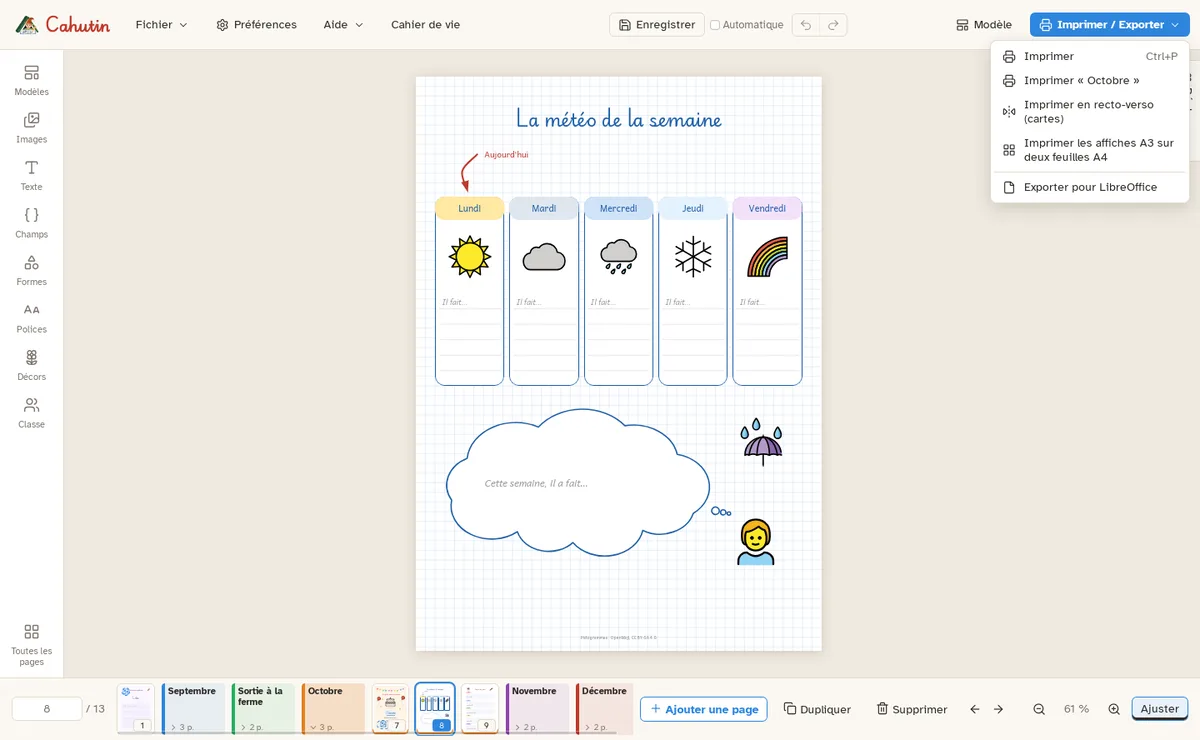 Cahutin
Fichier
Préférences
Aide
Cahier de vie
Enregistrer
Automatique
Modèle
Imprimer / Exporter
Imprimer Ctrl+P
Imprimer « Octobre »
Imprimer en recto-verso
(cartes)
Imprimer les affiches A3 sur
deux feuilles A4
Exporter pour LibreOffice
Modèles
Images
Texte
Champs
Formes
Polices
Décors
Classe
Toutes les
pages
La météo de la semaine
Aujourd'hui
Lundi
Mardi
Mercredi
Jeudi
Vendredi
Il fait...
Il fait...
Il fait...
Il fait...
Il fait...
Cette semaine, il a fait...
8 / 13
1
Septembre
3 p.
Sortie à la
ferme
2 p.
Octobre
3 p.
7
8
9
Novembre
2 p.
Décembre
2 p.
Ajouter une page
Dupliquer
Supprimer
61 %
Ajuster